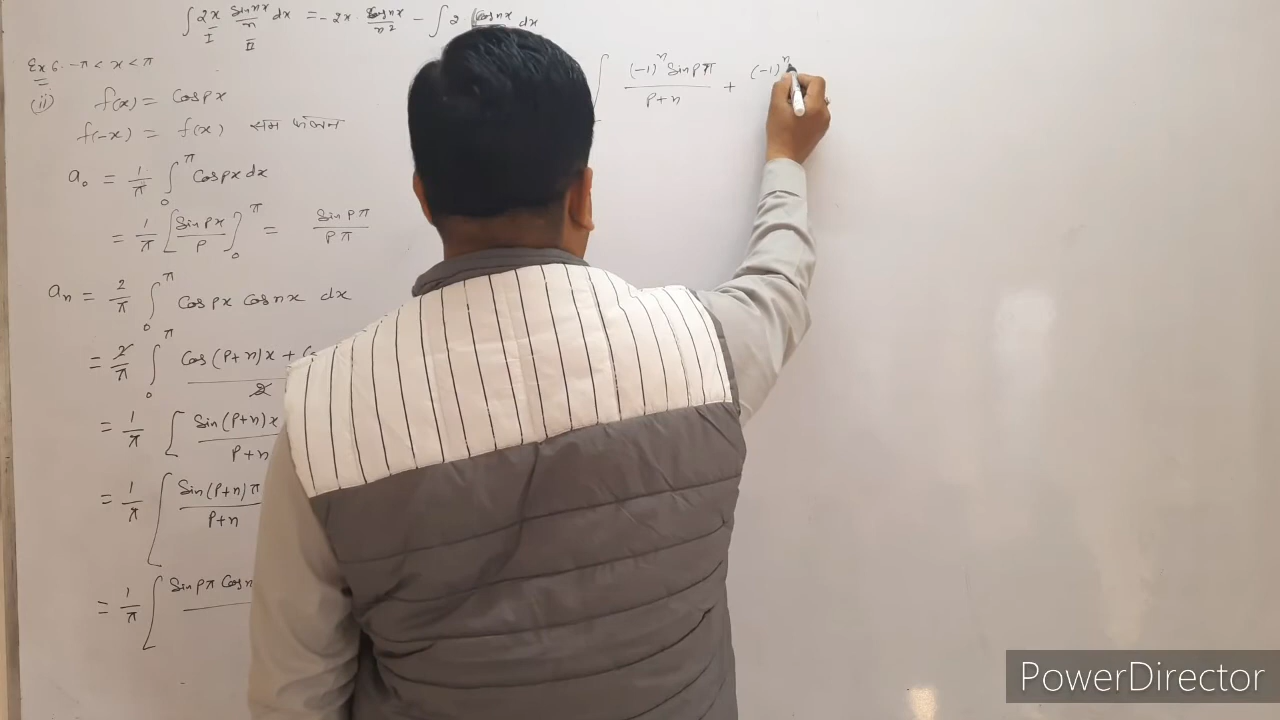 ∫ 2x sin nx/n dx = - 2x · cos nx/n² - ∫ 2 cos nx dx
I II
Ex 6. -π < x < π
(ii) f(x) = cos px
f(-x) = f(x) सम फलन
a₀ = 1/π ∫₀^π cos px dx
= 1/π [sin px/p]₀^π = sin pπ/pπ
aₙ = 2/π ∫₀^π cos px cos nx dx
= 2/π ∫₀^π cos (p+n)x + /2
= 1/π [ sin (p+n)x/p+n
= 1/π [ sin (p+n)π/p+n
= 1/π [ sin pπ cos n
[ (-1)ⁿ sin pπ/p+n + (-1)ⁿ
PowerDirector